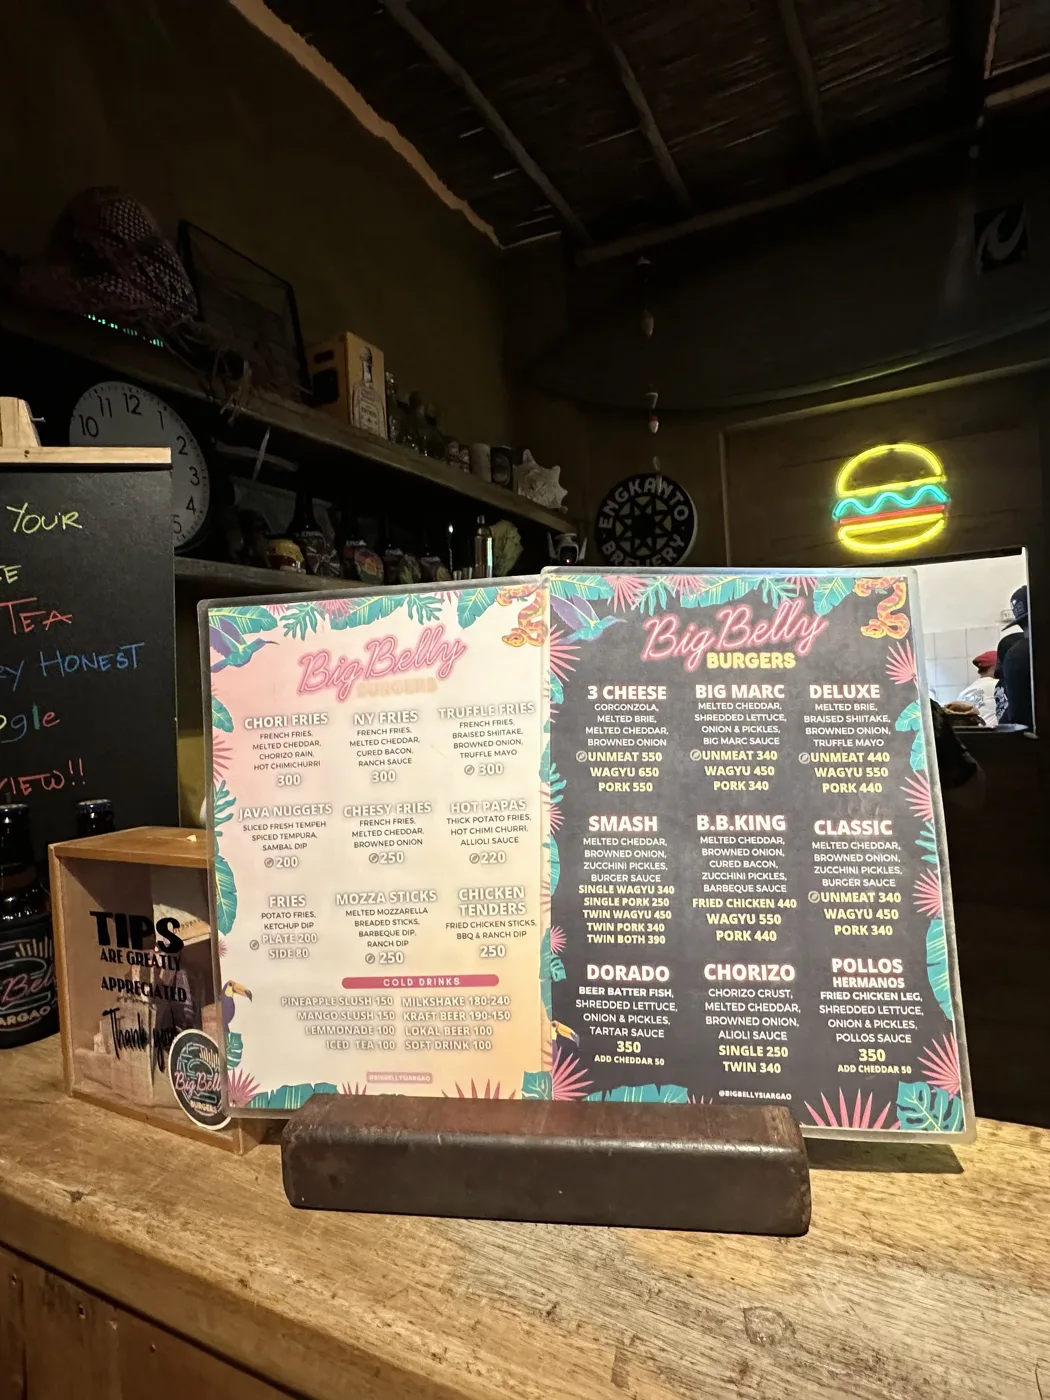 11 12 1
10
2
3
4
5
YOUR
TEA
HONEST
VIEW!!
ENGKANTO
BREWERY
TIPS
ARE GREATLY
APPRECIATED
Thank you
Big Belly
BURGERS
Big Belly
BURGERS
CHORI FRIES
FRENCH FRIES,
MELTED CHEDDAR,
CHORIZO RAIN,
HOT CHIMICHURRI
300
NY FRIES
FRENCH FRIES,
MELTED CHEDDAR,
CURED BACON,
RANCH SAUCE
300
TRUFFLE FRIES
FRENCH FRIES,
BRAISED SHIITAKE,
BROWNED ONION,
TRUFFLE MAYO
300
JAVA NUGGETS
SLICED FRESH TEMPEH
SPICED TEMPURA,
SAMBAL DIP
200
CHEESY FRIES
FRENCH FRIES,
MELTED CHEDDAR,
BROWNED ONION
250
HOT PAPAS
THICK POTATO FRIES,
HOT CHIMI CHURRI,
ALLIOLI SAUCE
220
FRIES
POTATO FRIES,
KETCHUP DIP
PLATE 200
SIDE 80
MOZZA STICKS
MELTED MOZZARELLA
BREADED STICKS,
BARBEQUE DIP,
RANCH DIP
250
CHICKEN
TENDERS
FRIED CHICKEN STICKS,
BBQ & RANCH DIP
250
COLD DRINKS
PINEAPPLE SLUSH 150
MANGO SLUSH 150
LEMMONADE 100
ICED TEA 100
MILKSHAKE 180-240
KRAFT BEER 190-150
LOKAL BEER 100
SOFT DRINK 100
@BIGBELLYSIARGAO
Big Belly
BURGERS
3 CHEESE
GORGONZOLA,
MELTED BRIE,
MELTED CHEDDAR,
BROWNED ONION
UNMEAT 550
WAGYU 650
PORK 550
BIG MARC
MELTED CHEDDAR,
SHREDDED LETTUCE,
ONION & PICKLES,
BIG MARC SAUCE
UNMEAT 340
WAGYU 450
PORK 340
DELUXE
MELTED BRIE,
BRAISED SHIITAKE,
BROWNED ONION,
TRUFFLE MAYO
UNMEAT 440
WAGYU 550
PORK 440
SMASH
MELTED CHEDDAR,
BROWNED ONION,
ZUCCHINI PICKLES,
BURGER SAUCE
SINGLE WAGYU 340
SINGLE PORK 250
TWIN WAGYU 450
TWIN PORK 340
TWIN BOTH 390
B.B.KING
MELTED CHEDDAR,
BROWNED ONION,
CURED BACON,
ZUCCHINI PICKLES,
BARBEQUE SAUCE
FRIED CHICKEN 440
WAGYU 550
PORK 440
CLASSIC
MELTED CHEDDAR,
BROWNED ONION,
ZUCCHINI PICKLES,
BURGER SAUCE
UNMEAT 340
WAGYU 450
PORK 340
DORADO
BEER BATTER FISH,
SHREDDED LETTUCE,
ONION & PICKLES,
TARTAR SAUCE
350
ADD CHEDDAR 50
CHORIZO
CHORIZO CRUST,
MELTED CHEDDAR,
BROWNED ONION,
ALIOLI SAUCE
SINGLE 250
TWIN 340
POLLOS
HERMANOS
FRIED CHICKEN LEG,
SHREDDED LETTUCE,
ONION & PICKLES,
POLLOS SAUCE
350
ADD CHEDDAR 50
@BIGBELLYSIARGAO